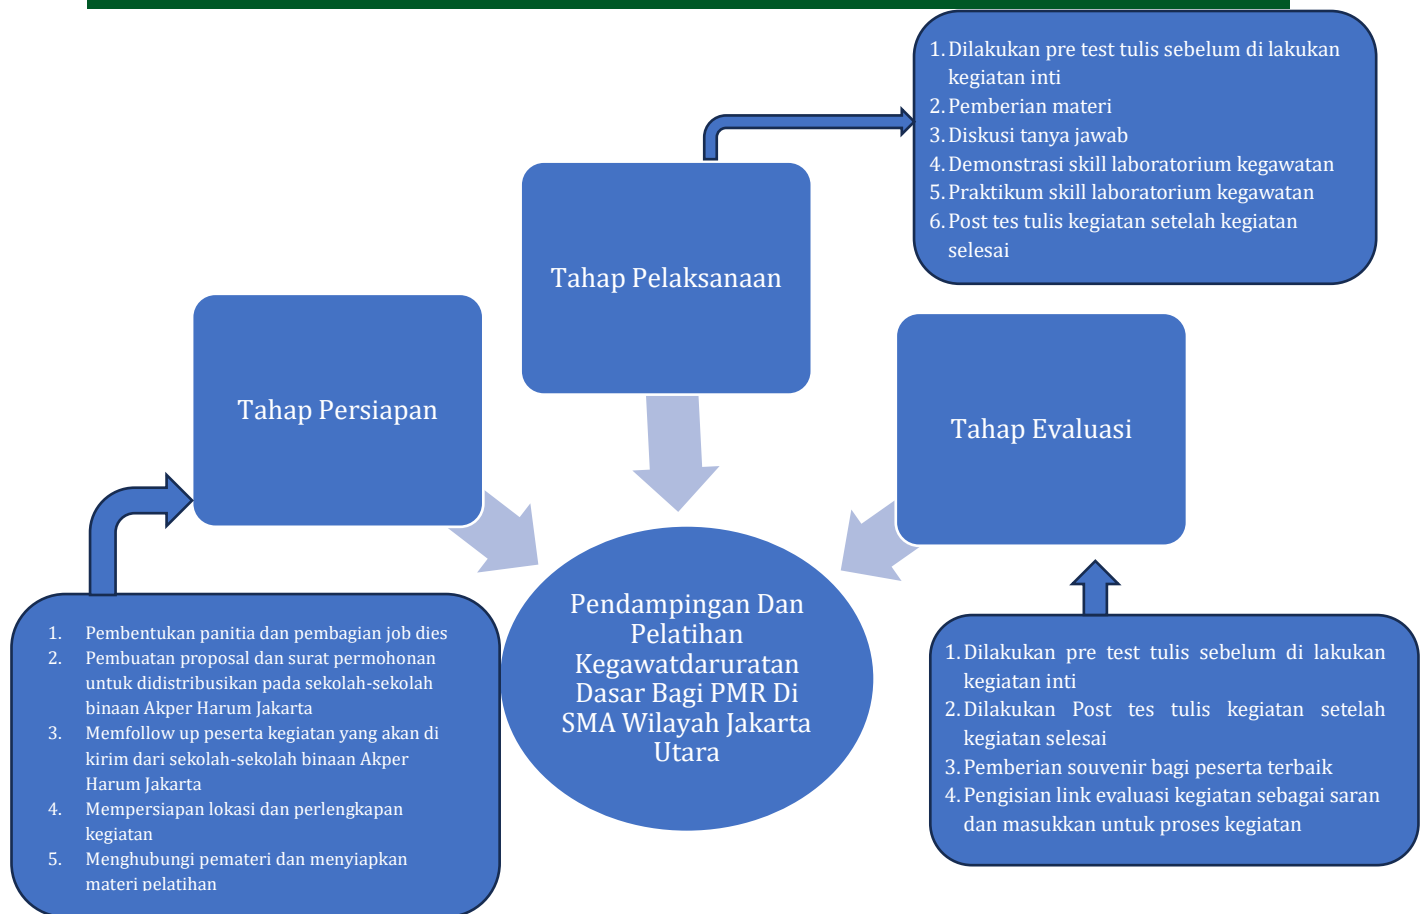 1. Dilakukan pre test tulis sebelum di lakukan
kegiatan inti
2. Pemberian materi
3. Diskusi tanya jawab
4. Demonstrasi skill laboratorium kegawatan
5. Praktikum skill laboratorium kegawatan
6. Post tes tulis kegiatan setelah kegiatan
selesai
Tahap Pelaksanaan
Tahap Persiapan
Tahap Evaluasi
Pendampingan Dan
Pelatihan
Kegawatdaruratan
Dasar Bagi PMR Di
SMA Wilayah Jakarta
Utara
1. Pembentukan panitia dan pembagian job dies
2. Pembuatan proposal dan surat permohonan
untuk didistribusikan pada sekolah-sekolah
binaan Akper Harum Jakarta
3. Memfollow up peserta kegiatan yang akan di
kirim dari sekolah-sekolah binaan Akper
Harum Jakarta
4. Mempersiapan lokasi dan perlengkapan
kegiatan
5. Menghubungi pemateri dan menyiapkan
materi pelatihan
1. Dilakukan pre test tulis sebelum di lakukan
kegiatan inti
2. Dilakukan Post tes tulis kegiatan setelah
kegiatan selesai
3. Pemberian souvenir bagi peserta terbaik
4. Pengisian link evaluasi kegiatan sebagai saran
dan masukkan untuk proses kegiatan